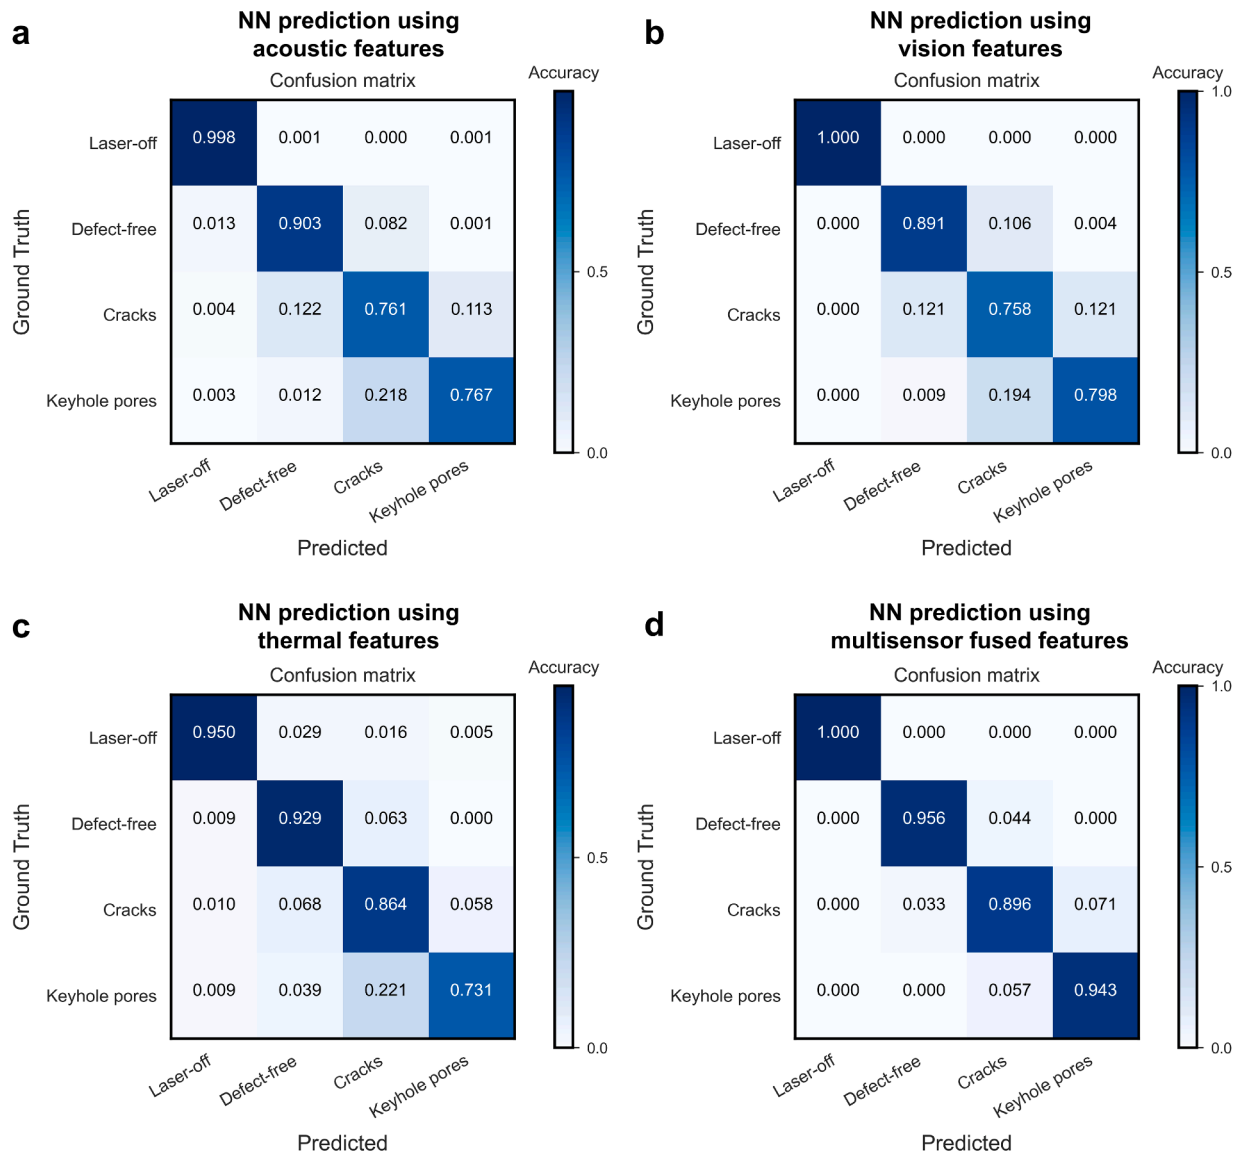 a
NN prediction using
acoustic features
Confusion matrix
Accuracy
Ground Truth
Laser-off
0.998 0.001 0.000 0.001
Defect-free
0.013 0.903 0.082 0.001
Cracks
0.004 0.122 0.761 0.113
Keyhole pores
0.003 0.012 0.218 0.767
0.5
0.0
Laser-off Defect-free Cracks Keyhole pores
Predicted
b
NN prediction using
vision features
Confusion matrix
Accuracy
Ground Truth
Laser-off
1.000 0.000 0.000 0.000
Defect-free
0.000 0.891 0.106 0.004
Cracks
0.000 0.121 0.758 0.121
Keyhole pores
0.000 0.009 0.194 0.798
1.0
0.5
0.0
Laser-off Defect-free Cracks Keyhole pores
Predicted
c
NN prediction using
thermal features
Confusion matrix
Accuracy
Ground Truth
Laser-off
0.950 0.029 0.016 0.005
Defect-free
0.009 0.929 0.063 0.000
Cracks
0.010 0.068 0.864 0.058
Keyhole pores
0.009 0.039 0.221 0.731
0.5
0.0
Laser-off Defect-free Cracks Keyhole pores
Predicted
d
NN prediction using
multisensor fused features
Confusion matrix
Accuracy
Ground Truth
Laser-off
1.000 0.000 0.000 0.000
Defect-free
0.000 0.956 0.044 0.000
Cracks
0.000 0.033 0.896 0.071
Keyhole pores
0.000 0.000 0.057 0.943
1.0
0.5
0.0
Laser-off Defect-free Cracks Keyhole pores
Predicted